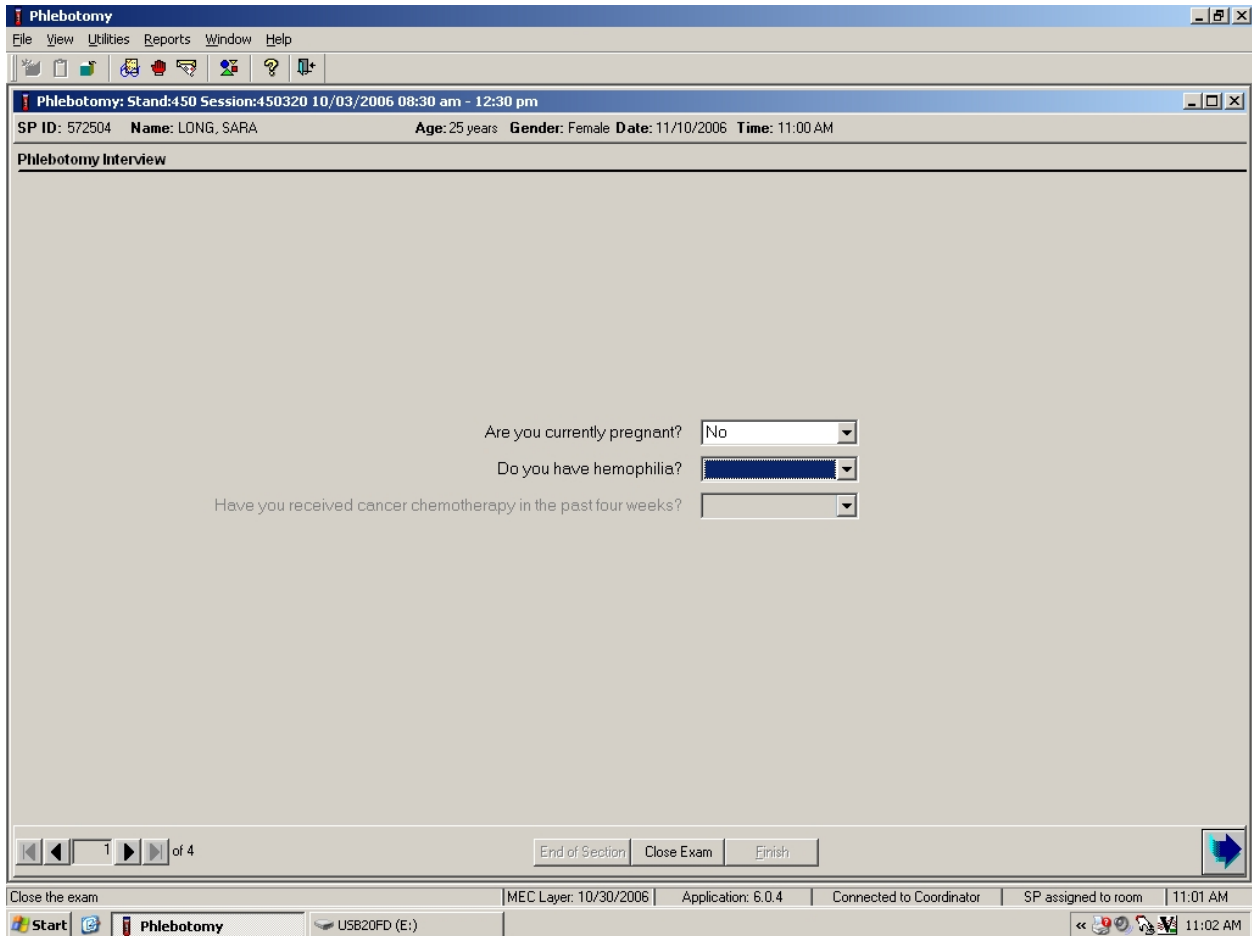 Phlebotomy
File View Utilities Reports Window Help
Phlebotomy: Stand:450 Session:450320 10/03/2006 08:30 am - 12:30 pm
SP ID: 572504 Name: LONG, SARA Age: 25 years Gender: Female Date: 11/10/2006 Time: 11:00 AM
Phlebotomy Interview
Are you currently pregnant? No
Do you have hemophilia?
Have you received cancer chemotherapy in the past four weeks?
1 of 4 End of Section Close Exam Finish
Close the exam MEC Layer: 10/30/2006 Application: 6.0.4 Connected to Coordinator SP assigned to room 11:01 AM
Start Phlebotomy USB20FD (E:) « 11:02 AM